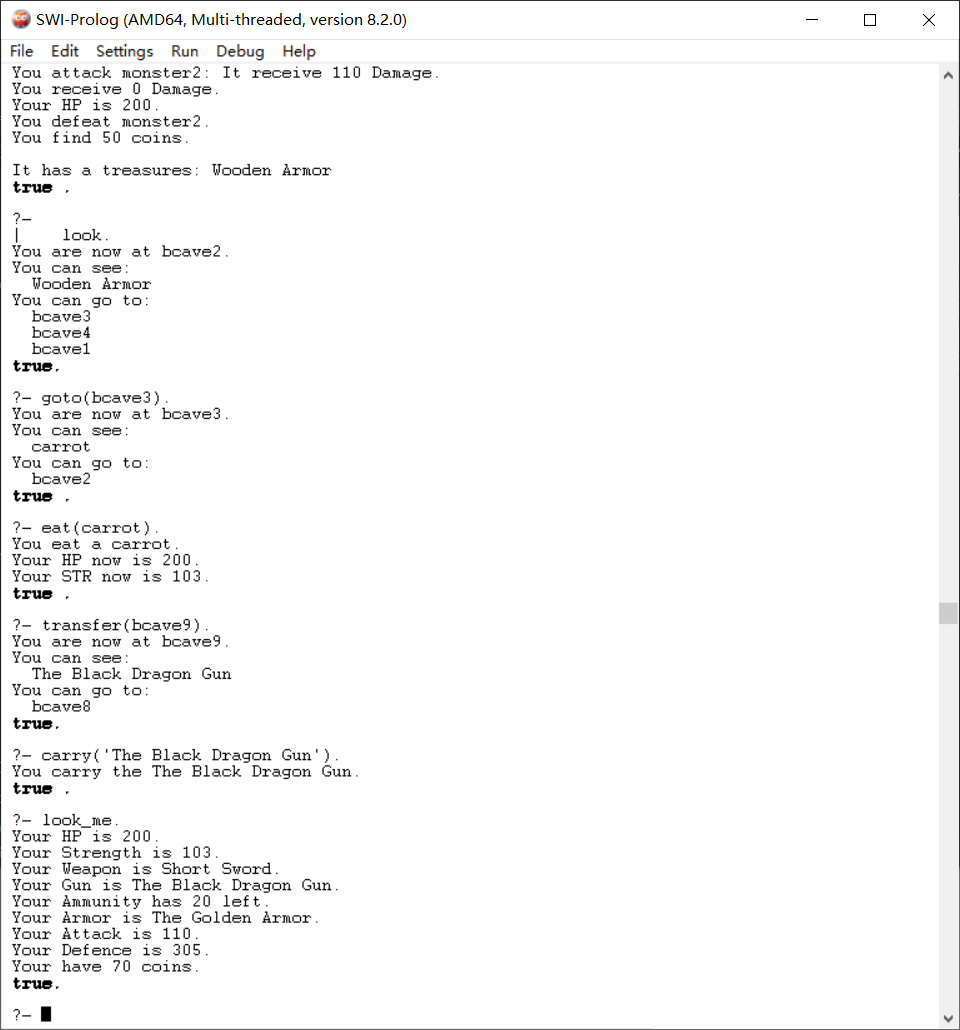 SWI-Prolog (AMD64, Multi-threaded, version 8.2.0)
File Edit Settings Run Debug Help
You attack monster2: It receive 110 Damage.
You receive 0 Damage.
Your HP is 200.
You defeat monster2.
You find 50 coins.
It has a treasures: Wooden Armor
true .
?-
|    look.
You are now at bcave2.
You can see:
  Wooden Armor
You can go to:
  bcave3
  bcave4
  bcave1
true.
?- goto(bcave3).
You are now at bcave3.
You can see:
  carrot
You can go to:
  bcave2
true .
?- eat(carrot).
You eat a carrot.
Your HP now is 200.
Your STR now is 103.
true .
?- transfer(bcave9).
You are now at bcave9.
You can see:
  The Black Dragon Gun
You can go to:
  bcave8
true.
?- carry('The Black Dragon Gun').
You carry the The Black Dragon Gun.
true .
?- look_me.
Your HP is 200.
Your Strength is 103.
Your Weapon is Short Sword.
Your Gun is The Black Dragon Gun.
Your Ammunity has 20 left.
Your Armor is The Golden Armor.
Your Attack is 110.
Your Defence is 305.
Your have 70 coins.
true.
?-